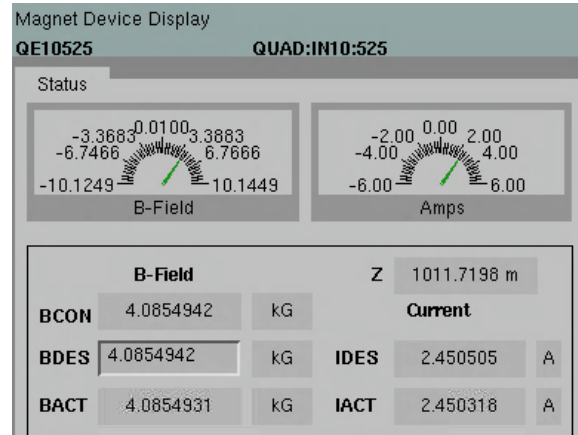 Magnet Device Display
QE10525 QUAD:IN10:525
Status
0.0100 0.00
-3.3683 3.3883 -2.00 2.00
-6.7466 6.7666 -4.00 4.00
-10.1249 10.1449 -6.00 6.00
B-Field Amps
B-Field Z 1011.7198 m
BCON 4.0854942 kG Current
BDES 4.0854942 kG IDES 2.450505 A
BACT 4.0854931 kG IACT 2.450318 A